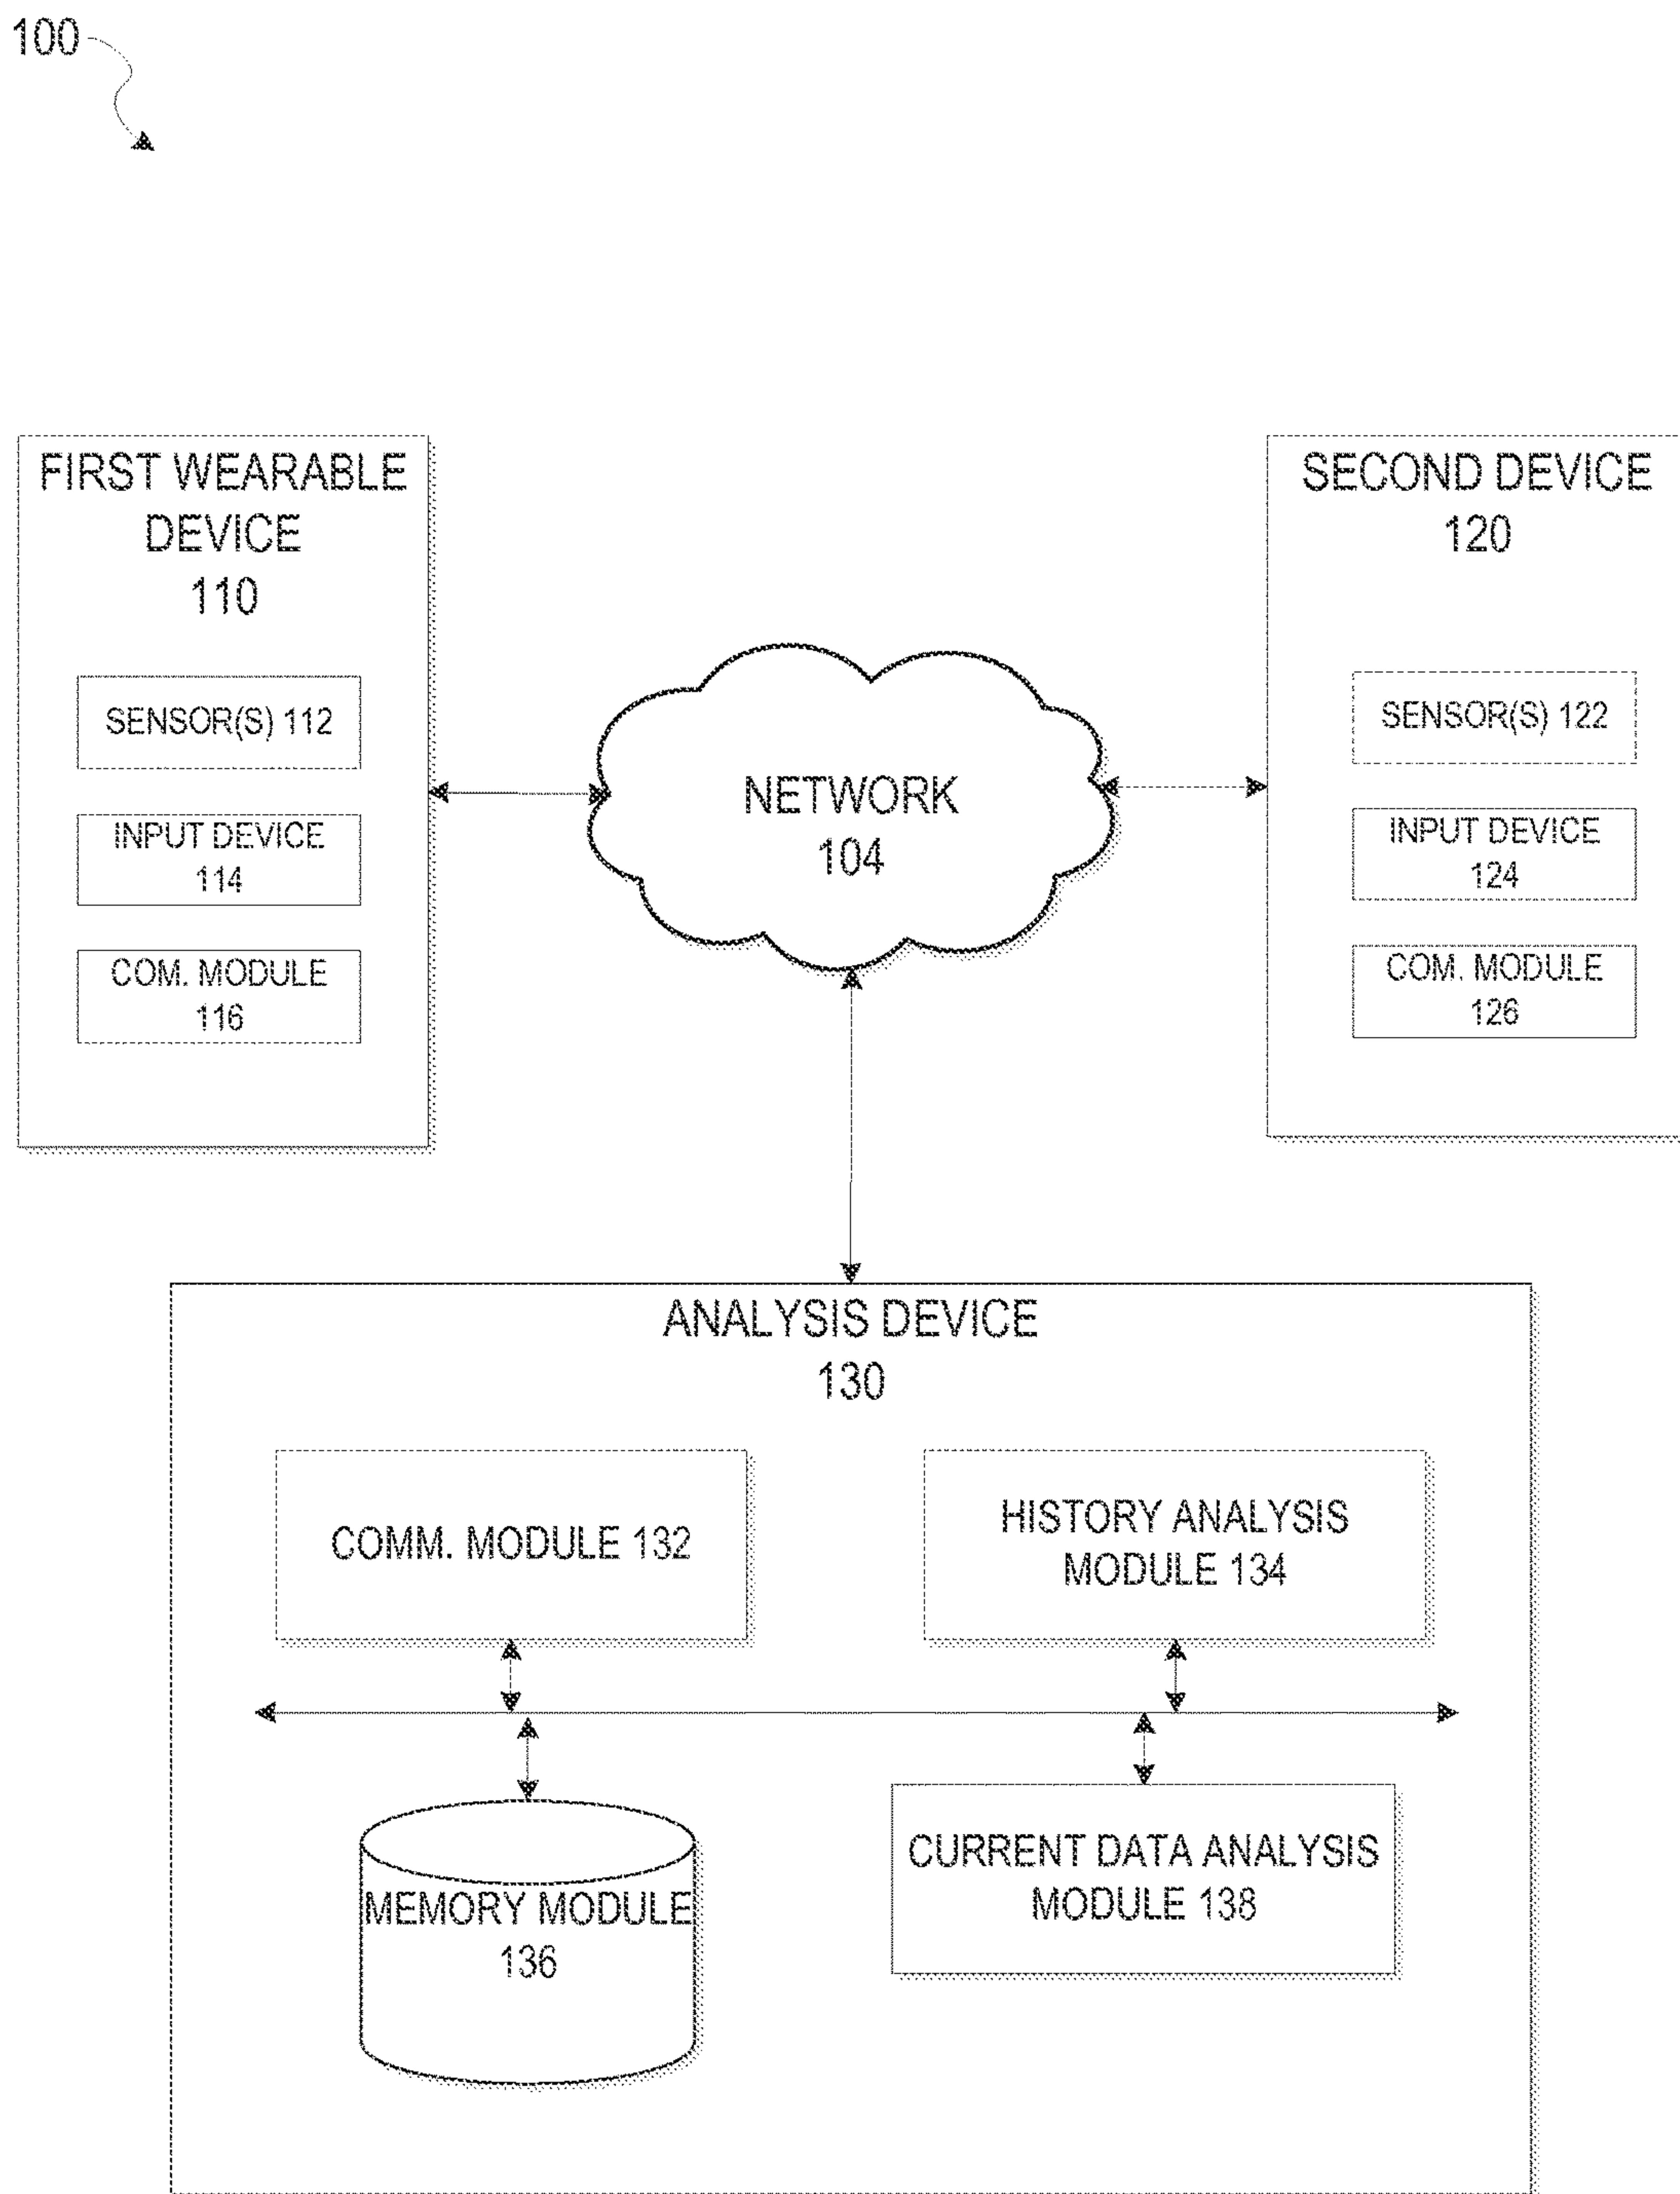 100
FIRST WEARABLE
DEVICE
110
SENSOR(S) 112
INPUT DEVICE
114
COM. MODULE
116
NETWORK
104
SECOND DEVICE
120
SENSOR(S) 122
INPUT DEVICE
124
COM. MODULE
126
ANALYSIS DEVICE
130
COMM. MODULE 132
HISTORY ANALYSIS
MODULE 134
MEMORY MODULE
136
CURRENT DATA ANALYSIS
MODULE 138